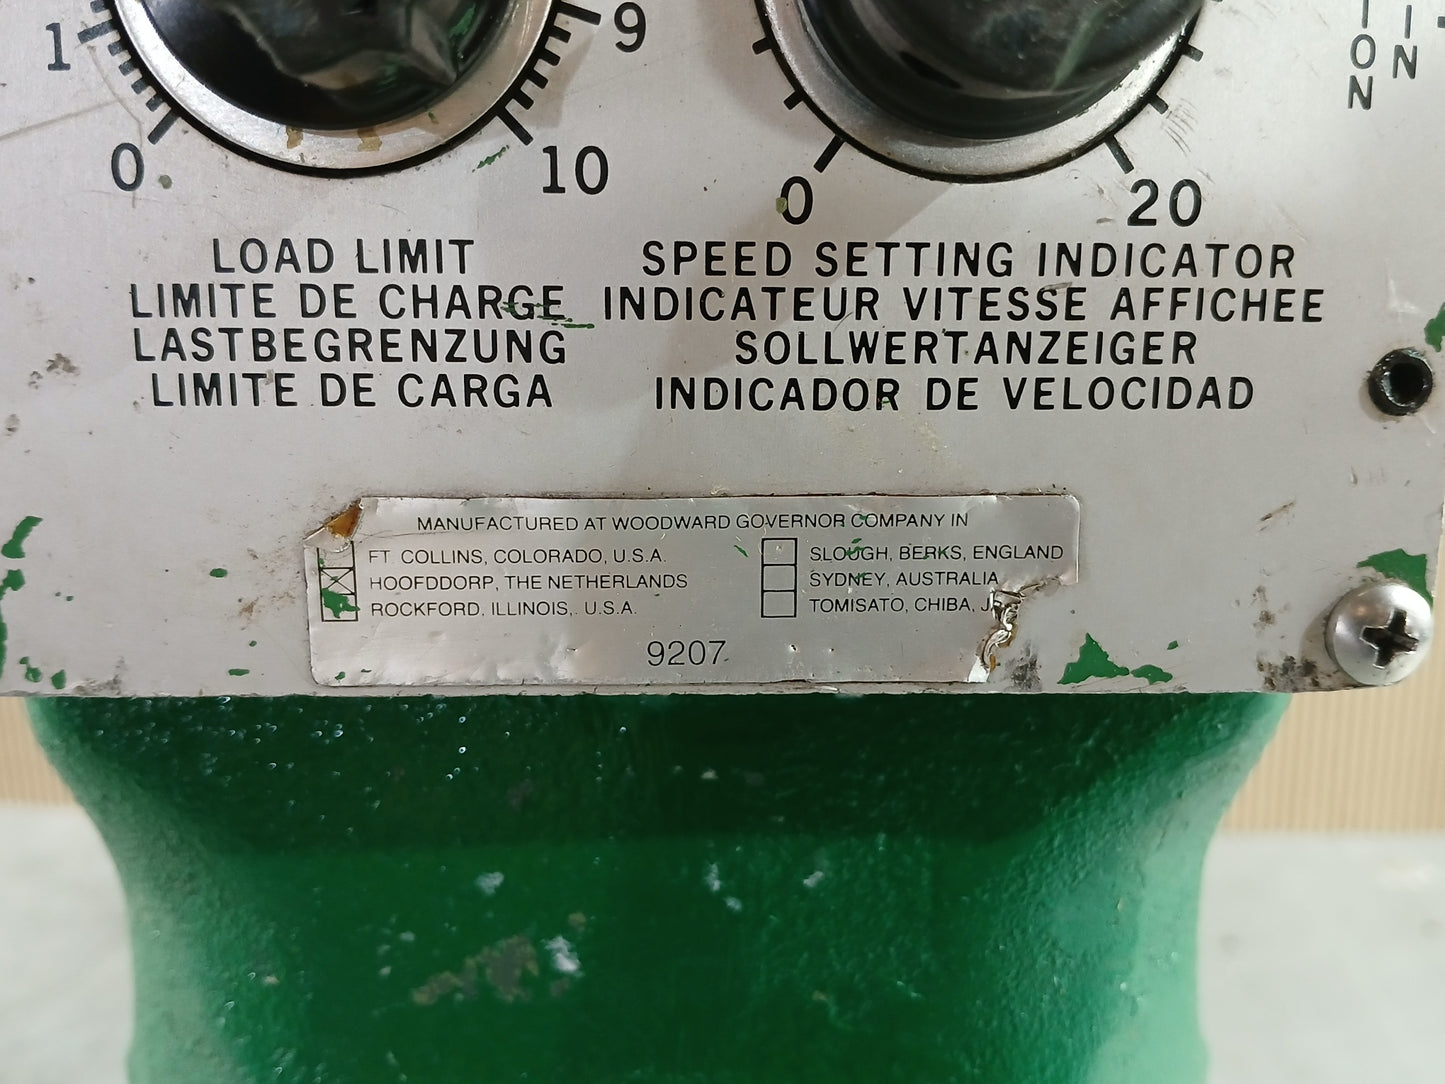 1
9
0
10
0
20
ION
IN
LOAD LIMIT
LIMITE DE CHARGE
LASTBEGRENZUNG
LIMITE DE CARGA
SPEED SETTING INDICATOR
INDICATEUR VITESSE AFFICHEE
SOLLWERTANZEIGER
INDICADOR DE VELOCIDAD
MANUFACTURED AT WOODWARD GOVERNOR COMPANY IN
FT. COLLINS, COLORADO, U.S.A.
HOOFDDORP, THE NETHERLANDS
ROCKFORD, ILLINOIS, U.S.A.
SLOUGH, BERKS, ENGLAND
SYDNEY, AUSTRALIA
TOMISATO, CHIBA, J
9207